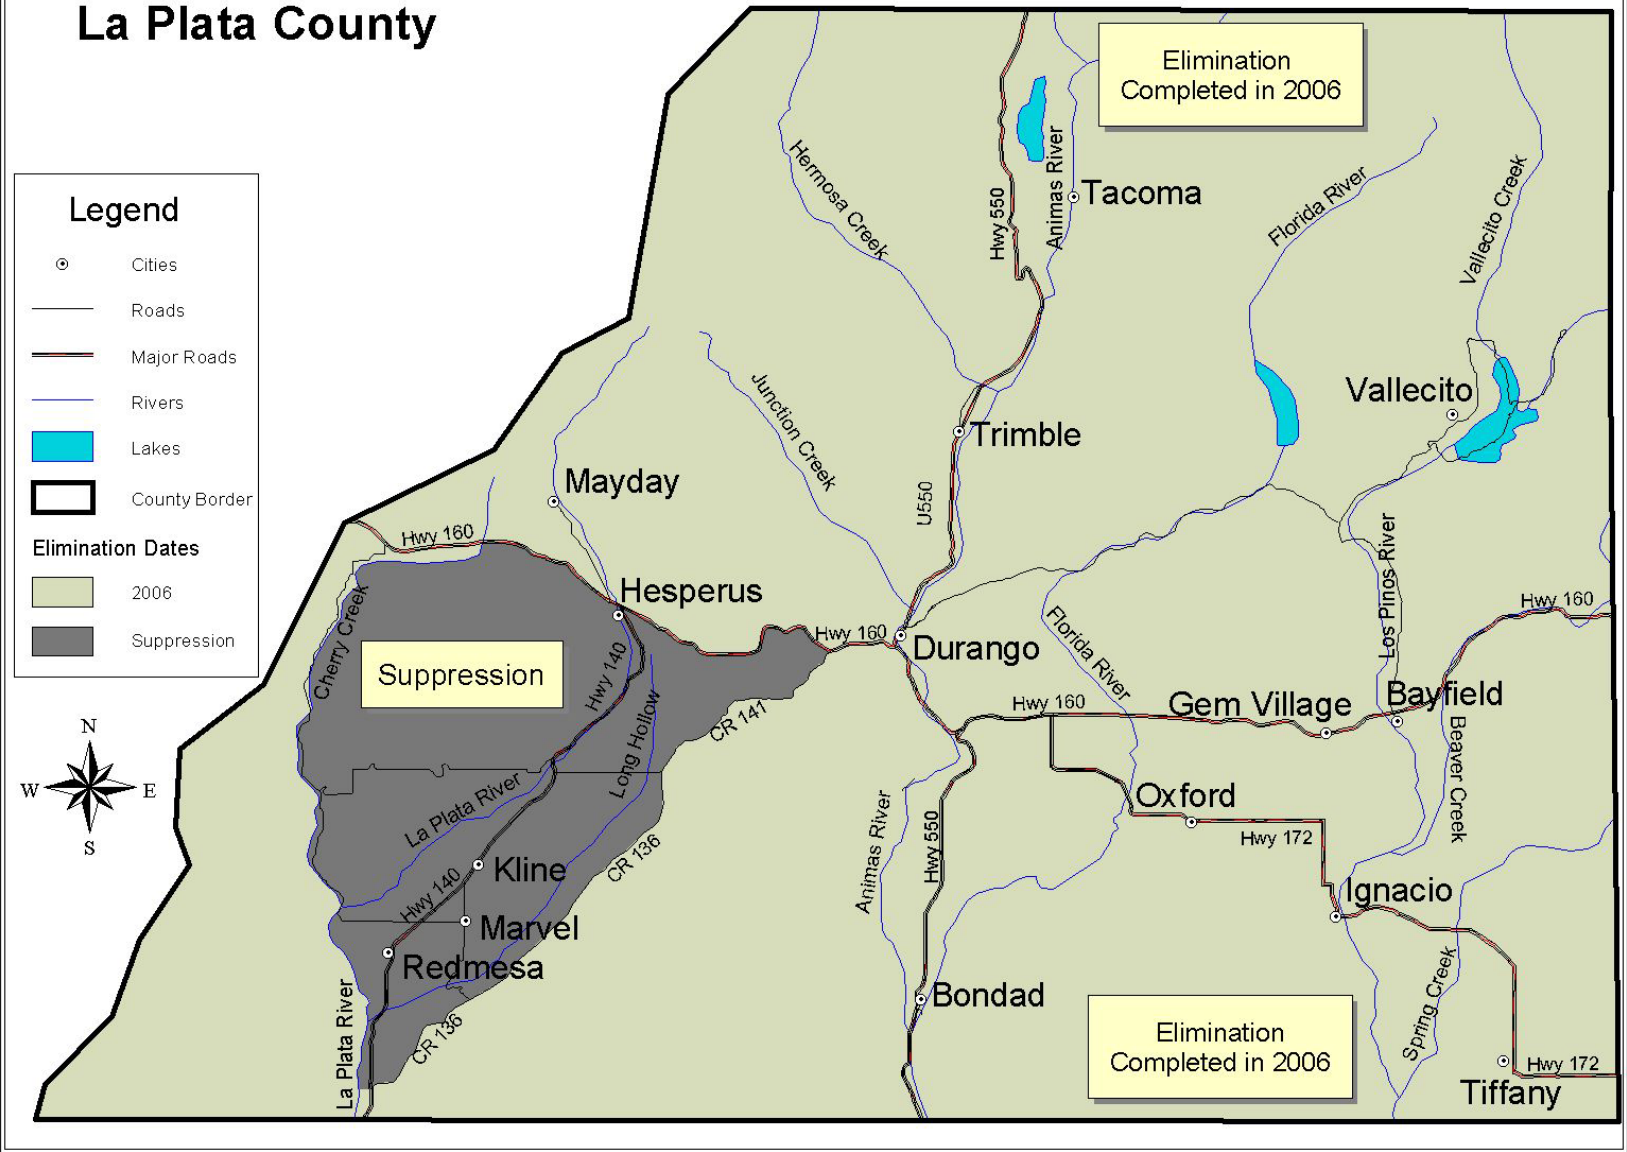 La Plata County
Elimination
Completed in 2006
Legend
Cities
Roads
Major Roads
Rivers
Lakes
County Border
Elimination Dates
2006
Suppression
N
W
E
S
Hermosa Creek
Hwy 550
Animas River
Tacoma
Florida River
Vallecito Creek
Junction Creek
Trimble
Vallecito
Mayday
U550
Hwy 160
Hesperus
Cherry Creek
Suppression
Hwy 140
Hwy 160
Durango
Florida River
Los Pinos River
Hwy 160
Long Hollow
CR 141
Hwy 160
Gem Village
Bayfield
Beaver Creek
La Plata River
Oxford
Hwy 172
Animas River
Hwy 550
CR 136
Kline
Hwy 140
Marvel
Redmesa
Ignacio
Spring Creek
La Plata River
CR 136
Bondad
Elimination
Completed in 2006
Hwy 172
Tiffany